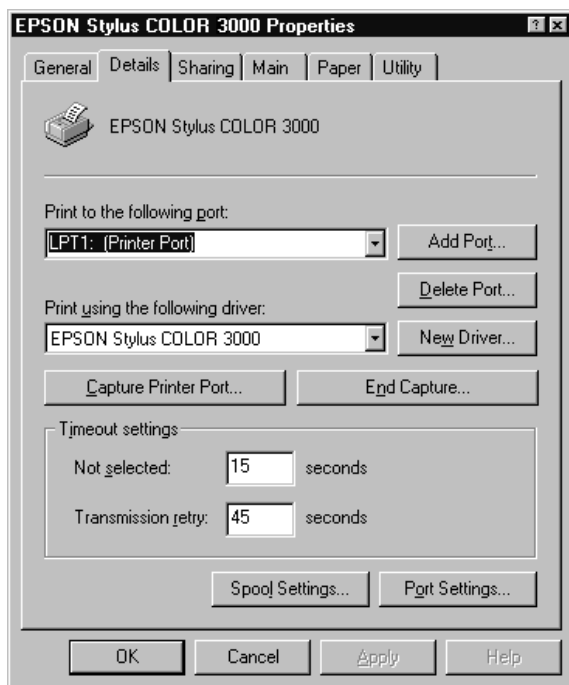 EPSON Stylus COLOR 3000 Properties ? x
General Details Sharing Main Paper Utility
EPSON Stylus COLOR 3000
Print to the following port:
LPT1: (Printer Port) Add Port...
Delete Port...
Print using the following driver:
EPSON Stylus COLOR 3000 New Driver...
Capture Printer Port... End Capture...
Timeout settings
Not selected: 15 seconds
Transmission retry: 45 seconds
Spool Settings... Port Settings...
OK Cancel Apply Help